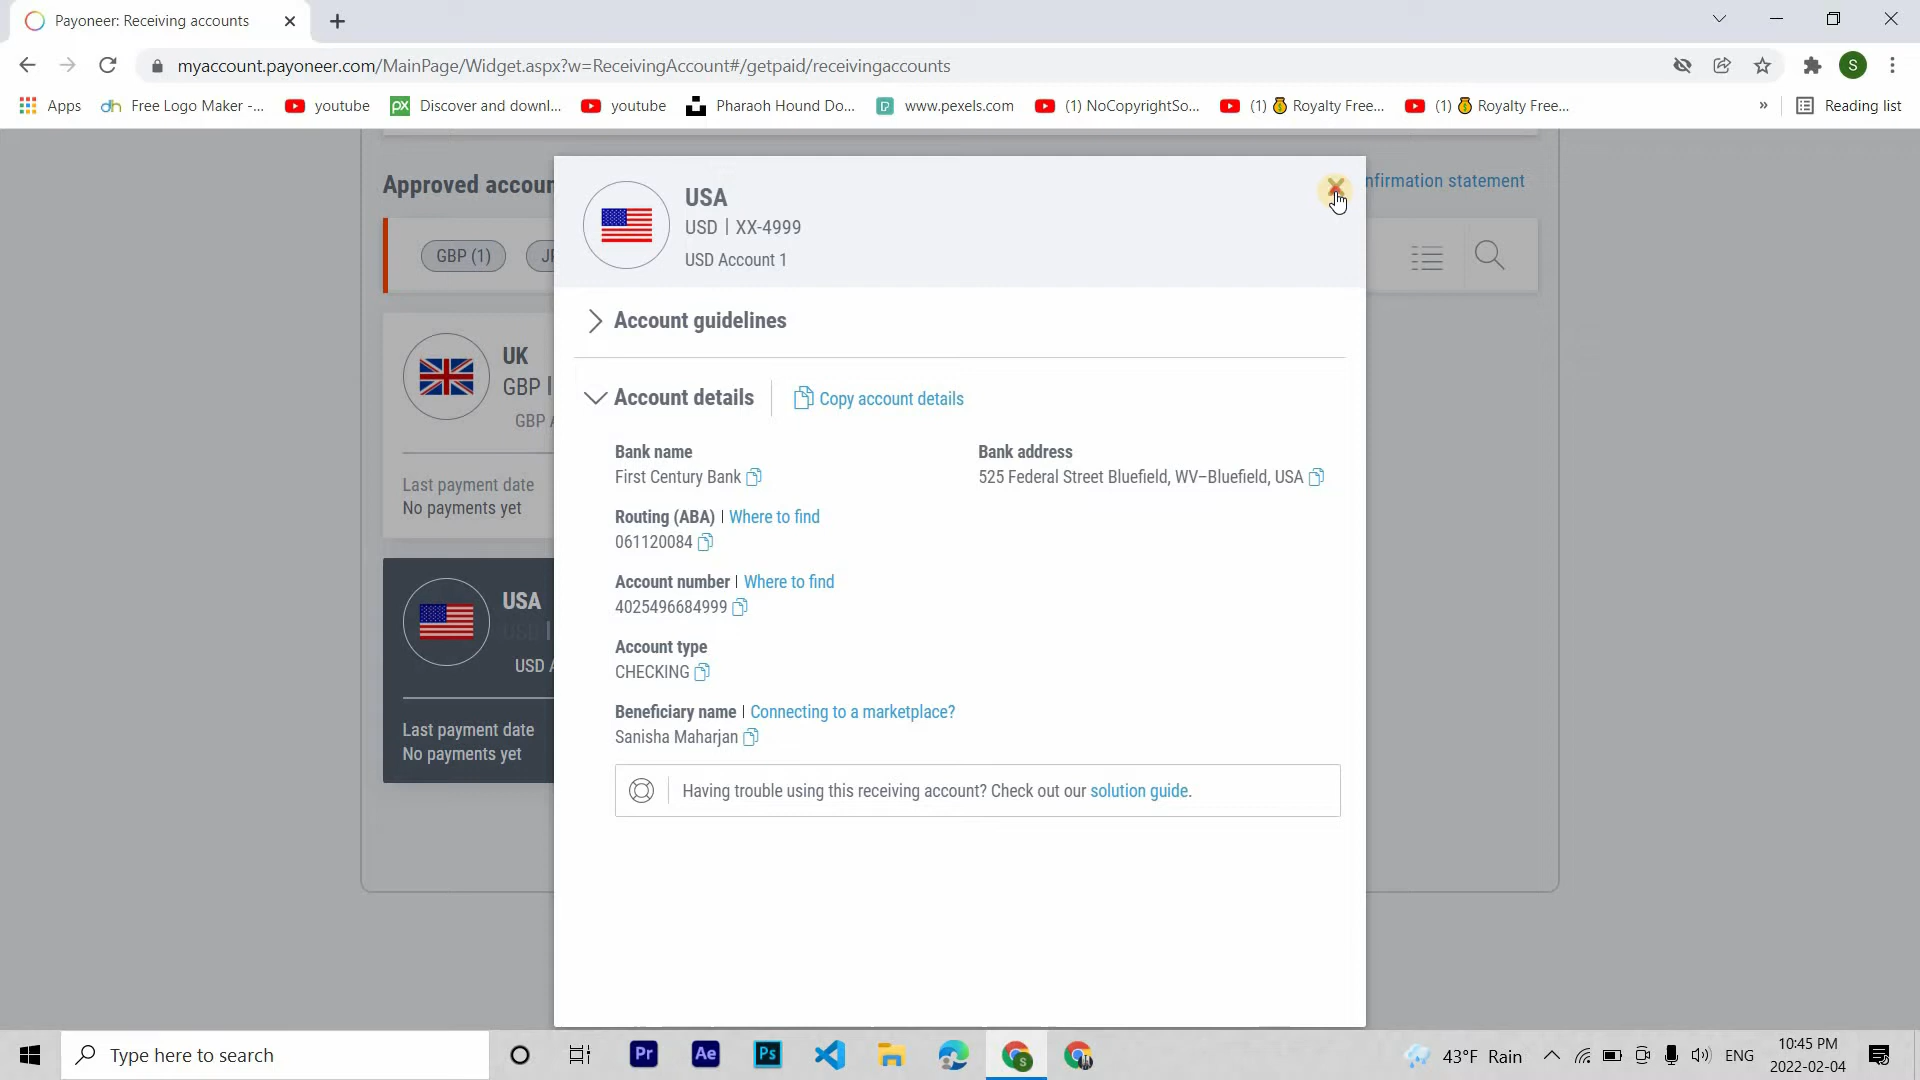 Payoneer: Receiving accounts
myaccount.payoneer.com/MainPage/Widget.aspx?w=ReceivingAccount#/getpaid/receivingaccounts
S
Apps
Free Logo Maker -...
youtube
Discover and downl...
youtube
Pharaoh Hound Do...
www.pexels.com
(1) NoCopyrightSo...
(1) 💰 Royalty Free...
(1) 💰 Royalty Free...
»
Reading list
Approved accoun
nfirmation statement
GBP (1)
UK
GBP |
GBP A
Last payment date
No payments yet
USA
USD |
USD A
Last payment date
No payments yet
USA
USD | XX-4999
USD Account 1
Account guidelines
Account details
Copy account details
Bank name
First Century Bank
Bank address
525 Federal Street Bluefield, WV–Bluefield, USA
Routing (ABA) | Where to find
061120084
Account number | Where to find
4025496684999
Account type
CHECKING
Beneficiary name | Connecting to a marketplace?
Sanisha Maharjan
Having trouble using this receiving account? Check out our solution guide.
Type here to search
Pr
Ae
Ps
43°F Rain
ENG
10:45 PM
2022-02-04